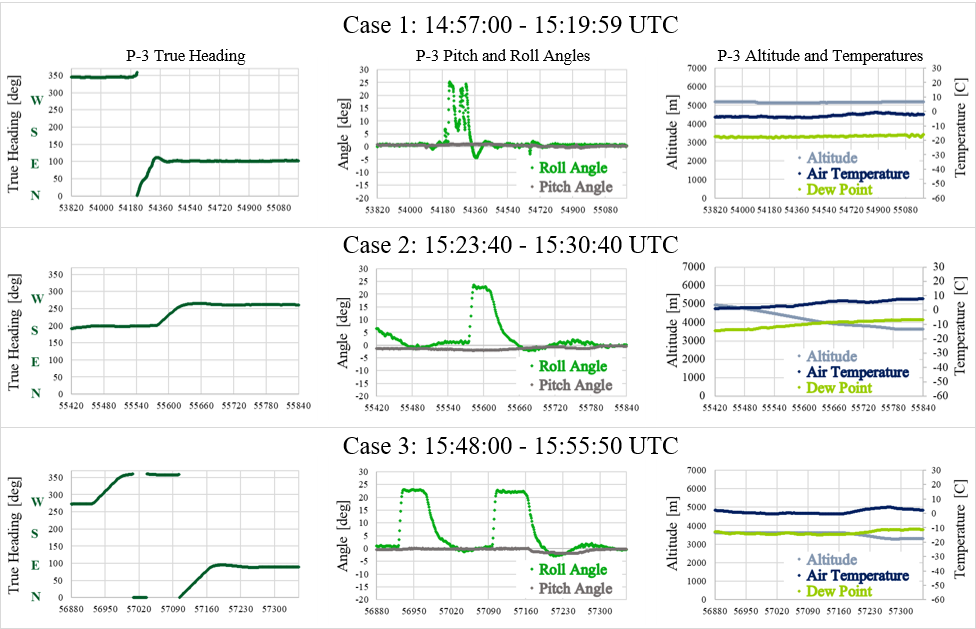 Case 1: 14:57:00 - 15:19:59 UTC
P-3 True Heading
True Heading [deg]
350
300
250
200
150
100
50
0
W
S
E
N
53820 54000 54180 54360 54540 54720 54900 55080
P-3 Pitch and Roll Angles
Angle [deg]
30
25
20
15
10
5
0
-5
-10
-15
-20
Roll Angle
Pitch Angle
53820 54000 54180 54360 54540 54720 54900 55080
P-3 Altitude and Temperatures
Altitude [m]
7000
6000
5000
4000
3000
2000
1000
0
Altitude
Air Temperature
Dew Point
30
20
10
0
-10
-20
-30
-40
-50
-60
Temperature [C]
53820 54000 54180 54360 54540 54720 54900 55080
Case 2: 15:23:40 - 15:30:40 UTC
True Heading [deg]
350
300
250
200
150
100
50
0
W
S
E
N
55420 55480 55540 55600 55660 55720 55780 55840
Angle [deg]
30
25
20
15
10
5
0
-5
-10
-15
-20
Roll Angle
Pitch Angle
55420 55480 55540 55600 55660 55720 55780 55840
Altitude [m]
7000
6000
5000
4000
3000
2000
1000
0
Altitude
Air Temperature
Dew Point
30
20
10
0
-10
-20
-30
-40
-50
-60
Temperature [C]
55420 55480 55540 55600 55660 55720 55780 55840
Case 3: 15:48:00 - 15:55:50 UTC
True Heading [deg]
350
300
250
200
150
100
50
0
W
S
E
N
56880 56950 57020 57090 57160 57230 57300
Angle [deg]
30
25
20
15
10
5
0
-5
-10
-15
-20
Roll Angle
Pitch Angle
56880 56950 57020 57090 57160 57230 57300
Altitude [m]
7000
6000
5000
4000
3000
2000
1000
0
Altitude
Air Temperature
Dew Point
30
20
10
0
-10
-20
-30
-40
-50
-60
Temperature [C]
56880 56950 57020 57090 57160 57230 57300